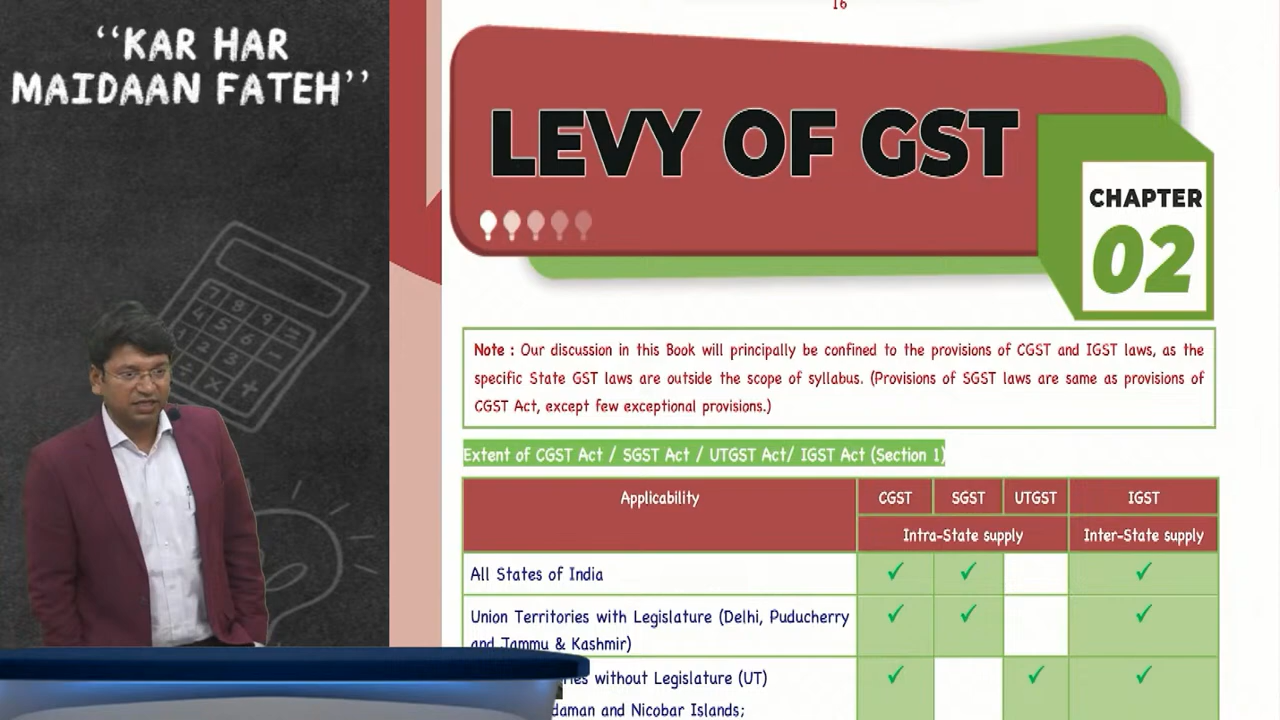 ‘‘KAR HAR
MAIDAAN FATEH’’
16
LEVY OF GST
CHAPTER
02
Note : Our discussion in this Book will principally be confined to the provisions of CGST and IGST laws, as the
specific State GST laws are outside the scope of syllabus. (Provisions of SGST laws are same as provisions of
CGST Act, except few exceptional provisions.)
Extent of CGST Act / SGST Act / UTGST Act/ IGST Act (Section 1)
Applicability CGST SGST UTGST IGST
Intra-State supply Inter-State supply
All States of India ✓ ✓ ✓
Union Territories with Legislature (Delhi, Puducherry ✓ ✓ ✓
and Jammu & Kashmir)
without Legislature (UT) ✓ ✓ ✓
and Nicobar Islands;